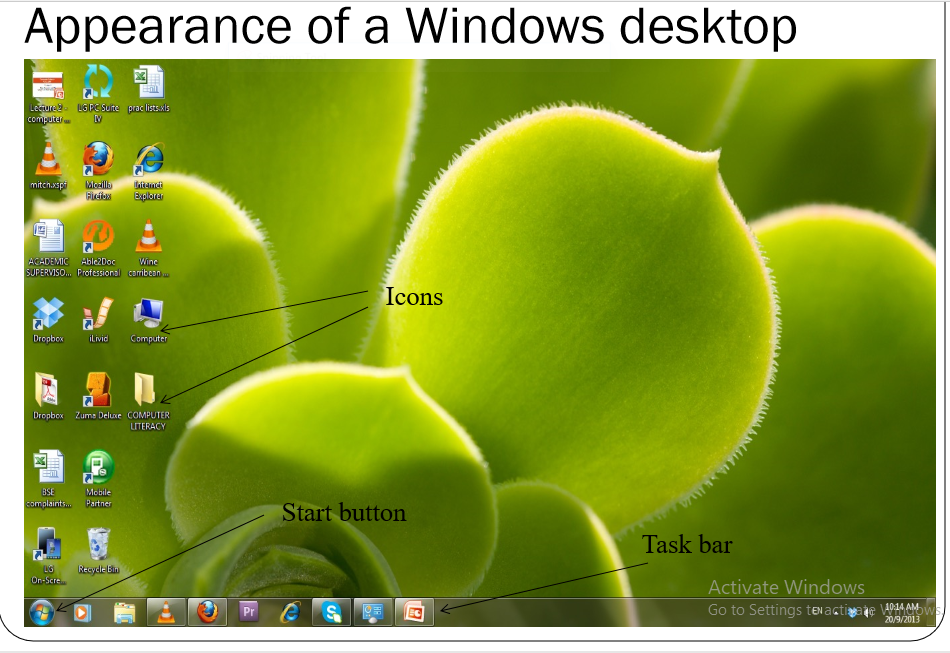 Appearance of a Windows desktop
Lecture 2 -
computer ...
LG PC Suite
IV
prac lists.xls
mitch.xspf
Mozilla
Firefox
Internet
Explorer
ACADEMIC
SUPERVISO...
Able2Doc
Professional
Wine
carribean ...
Icons
Dropbox
iLivid
Computer
Dropbox
Zuma Deluxe
COMPUTER
LITERACY
BSE
complaints...
Mobile
Partner
Start button
LG
On-Scre...
Recycle Bin
Task bar
Activate Windows
Go to Settings to activate Windows.
Pr
EN
10:14 AM
20/9/2013